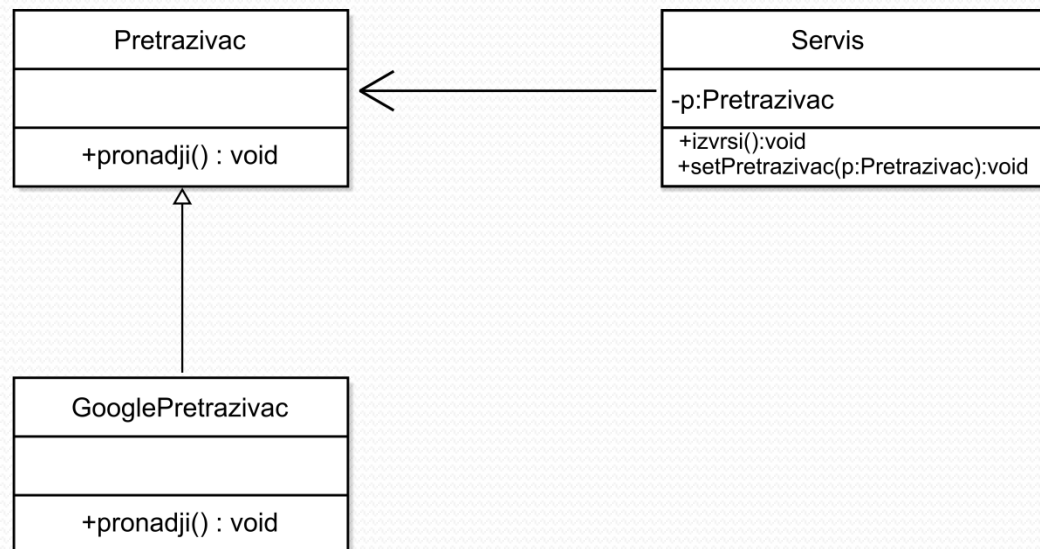 Pretrazivac
+pronadji() : void
Servis
-p:Pretrazivac
+izvrsi():void
+setPretrazivac(p:Pretrazivac):void
GooglePretrazivac
+pronadji() : void